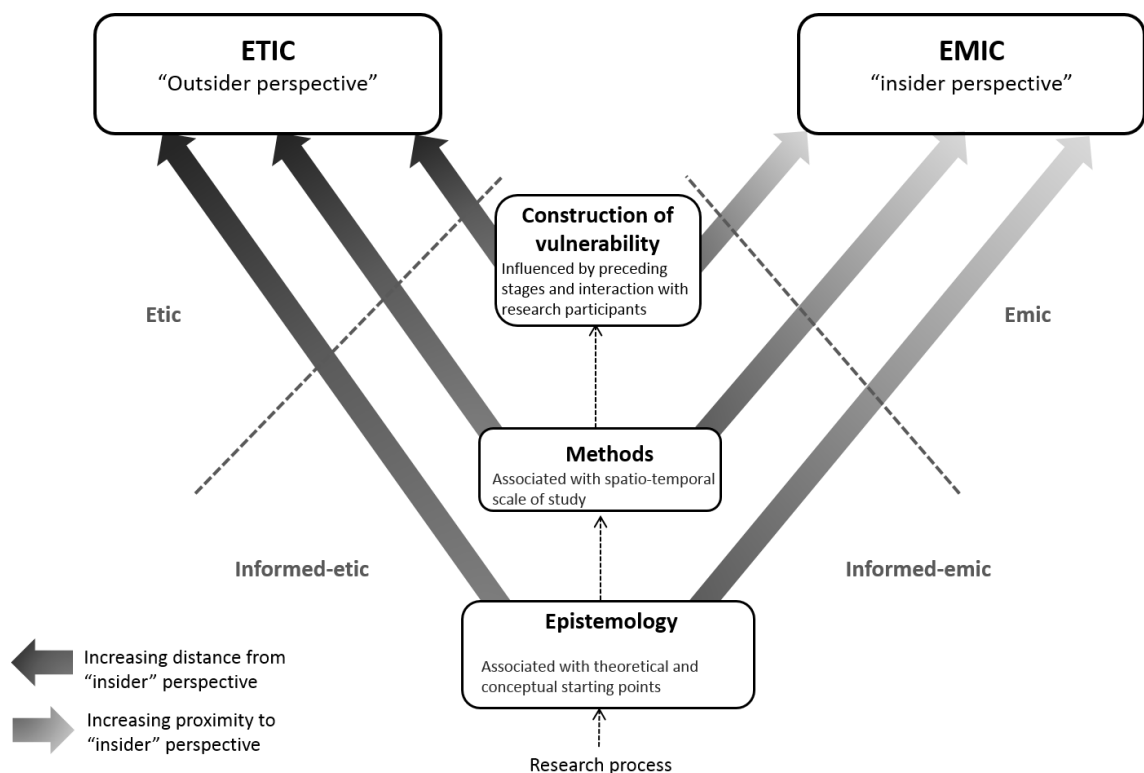 ETIC
“Outsider perspective”
EMIC
“insider perspective”
Construction of
vulnerability
Influenced by preceding
stages and interaction with
research participants
Etic
Emic
Methods
Associated with spatio-temporal
scale of study
Informed-etic
Informed-emic
Epistemology
Associated with theoretical and
conceptual starting points
Increasing distance from
“insider” perspective
Increasing proximity to
“insider” perspective
Research process